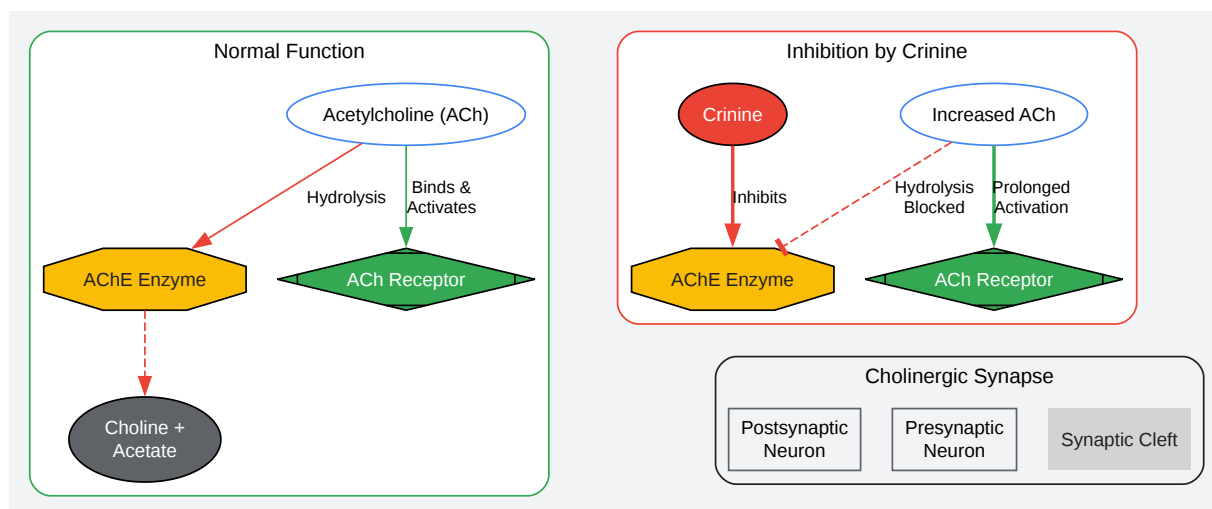 Normal Function
Acetylcholine (ACh)
Hydrolysis
Binds &
Activates
AChE Enzyme
ACh Receptor
Choline +
Acetate
Inhibition by Crinine
Crinine
Increased ACh
Inhibits
Hydrolysis
Blocked
Prolonged
Activation
AChE Enzyme
ACh Receptor
Cholinergic Synapse
Postsynaptic
Neuron
Presynaptic
Neuron
Synaptic Cleft